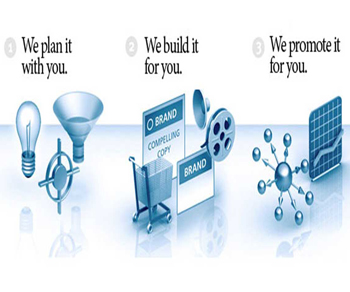 1 We plan it
with you.
2 We build it
for you.
3 We promote it
for you.
BRAND
COMPELLING
COPY
BRAND